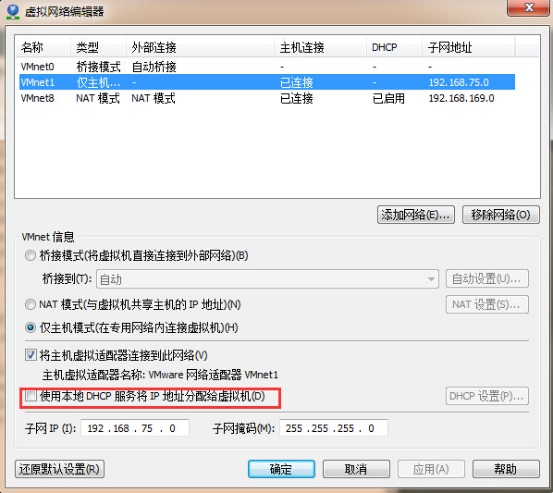 虚拟网络编辑器
名称 类型 外部连接 主机连接 DHCP 子网地址
VMnet0 桥接模式 自动桥接 - - -
VMnet1 仅主机... - 已连接 - 192.168.75.0
VMnet8 NAT 模式 NAT 模式 已连接 已启用 192.168.169.0
添加网络(E)... 移除网络(O)
VMnet 信息
桥接模式(将虚拟机直接连接到外部网络)(B)
桥接到(T): 自动 自动设置(U)...
NAT 模式(与虚拟机共享主机的 IP 地址)(N) NAT 设置(S)...
仅主机模式(在专用网络内连接虚拟机)(H)
将主机虚拟适配器连接到此网络(V)
主机虚拟适配器名称: VMware 网络适配器 VMnet1
使用本地 DHCP 服务将 IP 地址分配给虚拟机(D) DHCP 设置(P)...
子网 IP (I): 192 .168 . 75 . 0 子网掩码(M): 255 .255 .255 . 0
还原默认设置(R) 确定 取消 应用(A) 帮助